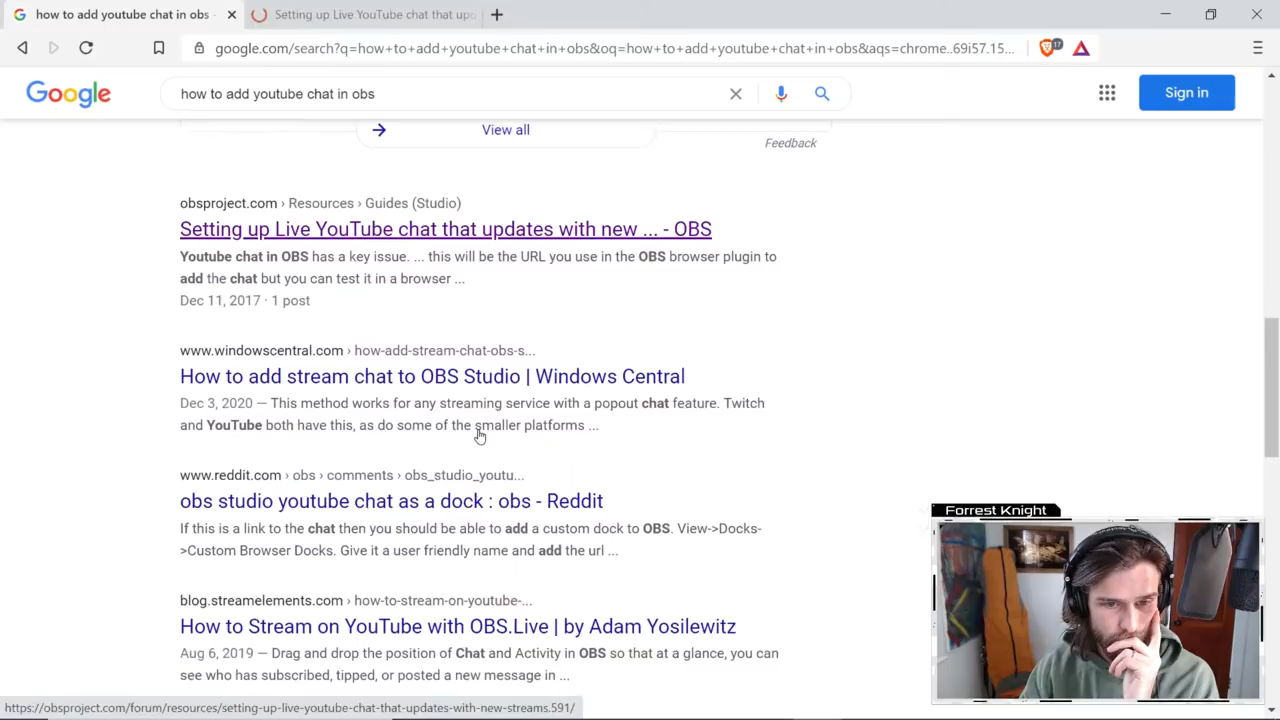 how to add youtube chat in obs
Setting up Live YouTube chat that upd
google.com/search?q=how+to+add+youtube+chat+in+obs&oq=how+to+add+youtube+chat+in+obs&aqs=chrome..69i57.15...
17
Google
how to add youtube chat in obs
Sign in
View all
Feedback
obsproject.com › Resources › Guides (Studio)
Setting up Live YouTube chat that updates with new ... - OBS
Youtube chat in OBS has a key issue. ... this will be the URL you use in the OBS browser plugin to
add the chat but you can test it in a browser ...
Dec 11, 2017 · 1 post
www.windowscentral.com › how-add-stream-chat-obs-s...
How to add stream chat to OBS Studio | Windows Central
Dec 3, 2020 — This method works for any streaming service with a popout chat feature. Twitch
and YouTube both have this, as do some of the smaller platforms ...
www.reddit.com › obs › comments › obs_studio_youtu...
obs studio youtube chat as a dock : obs - Reddit
If this is a link to the chat then you should be able to add a custom dock to OBS. View->Docks-
>Custom Browser Docks. Give it a user friendly name and add the url ...
Forrest Knight
blog.streamelements.com › how-to-stream-on-youtube-...
How to Stream on YouTube with OBS.Live | by Adam Yosilewitz
Aug 6, 2019 — Drag and drop the position of Chat and Activity in OBS so that at a glance, you can
see who has subscribed, tipped, or posted a new message in ...
https://obsproject.com/forum/resources/setting-up-live-youtube-chat-that-updates-with-new-streams.591/